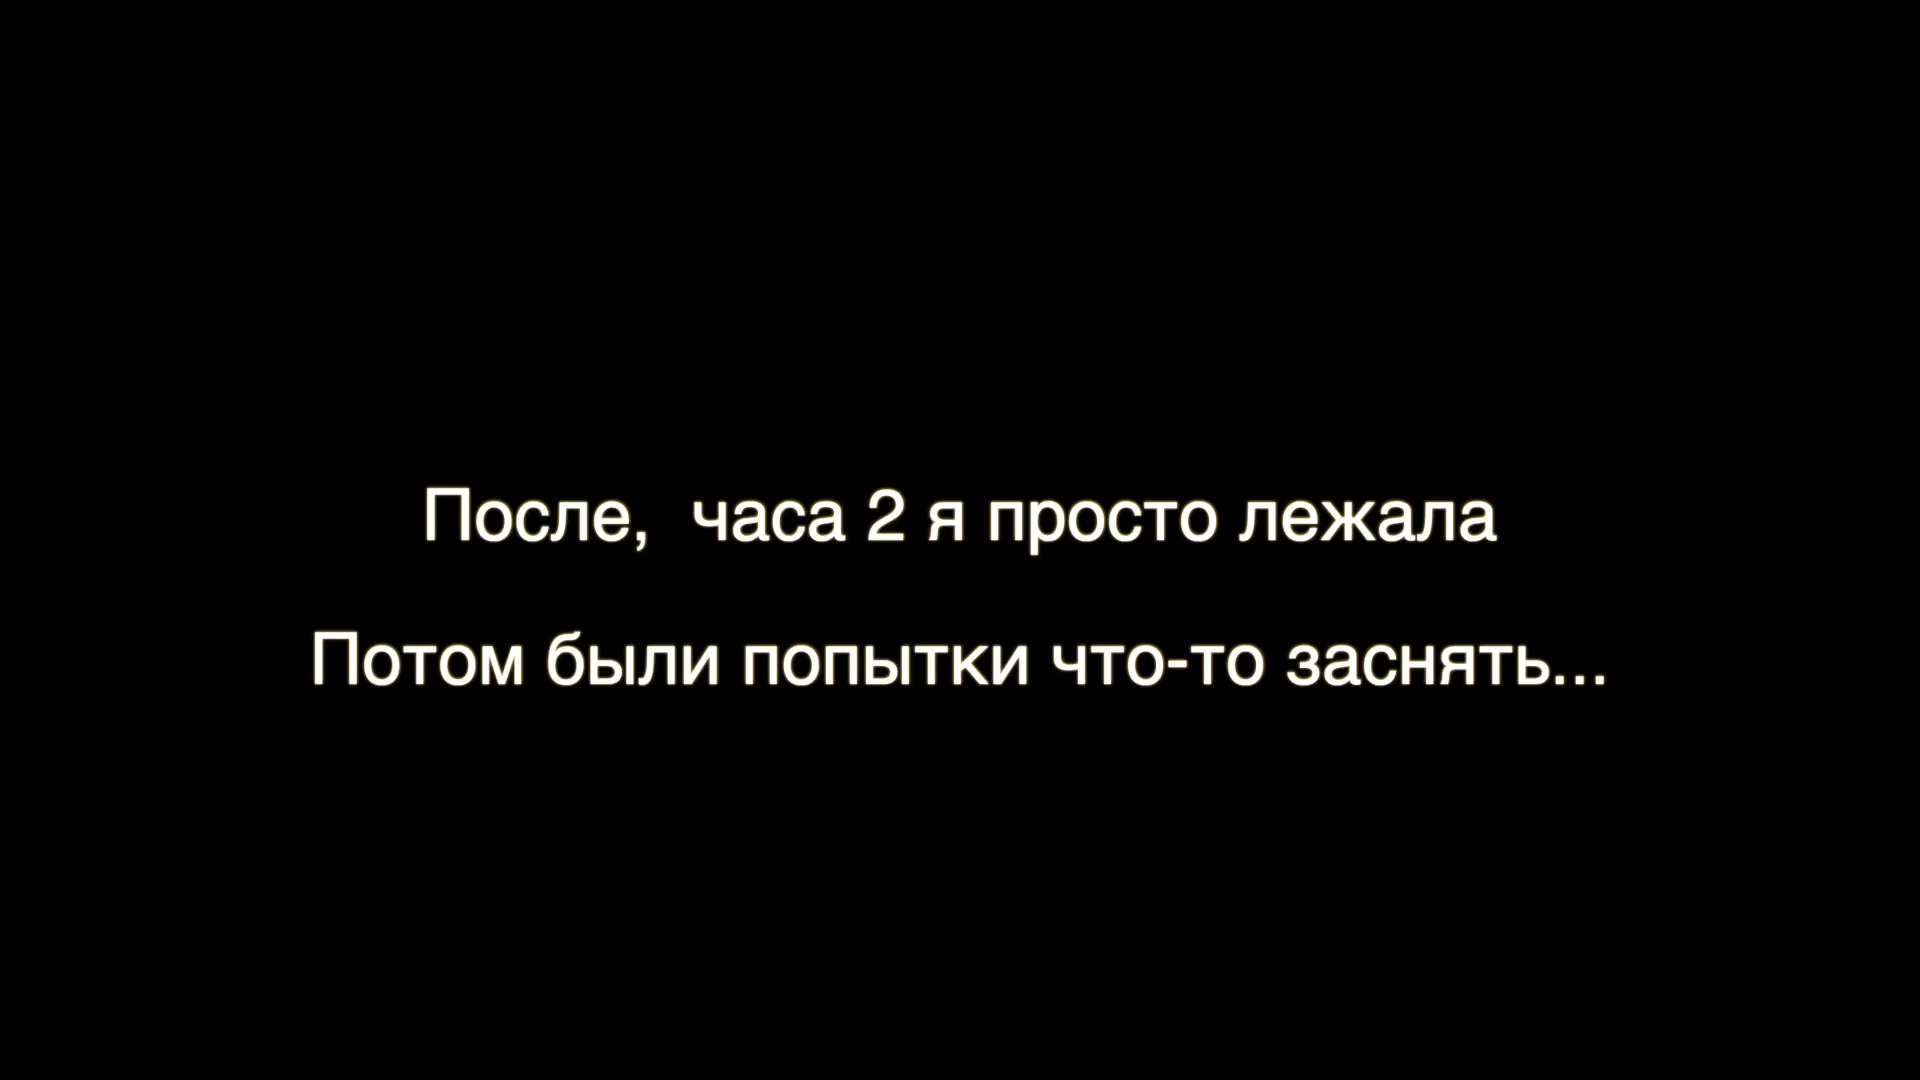 После,  часа 2 я просто лежала
Потом были попытки что-то заснять...